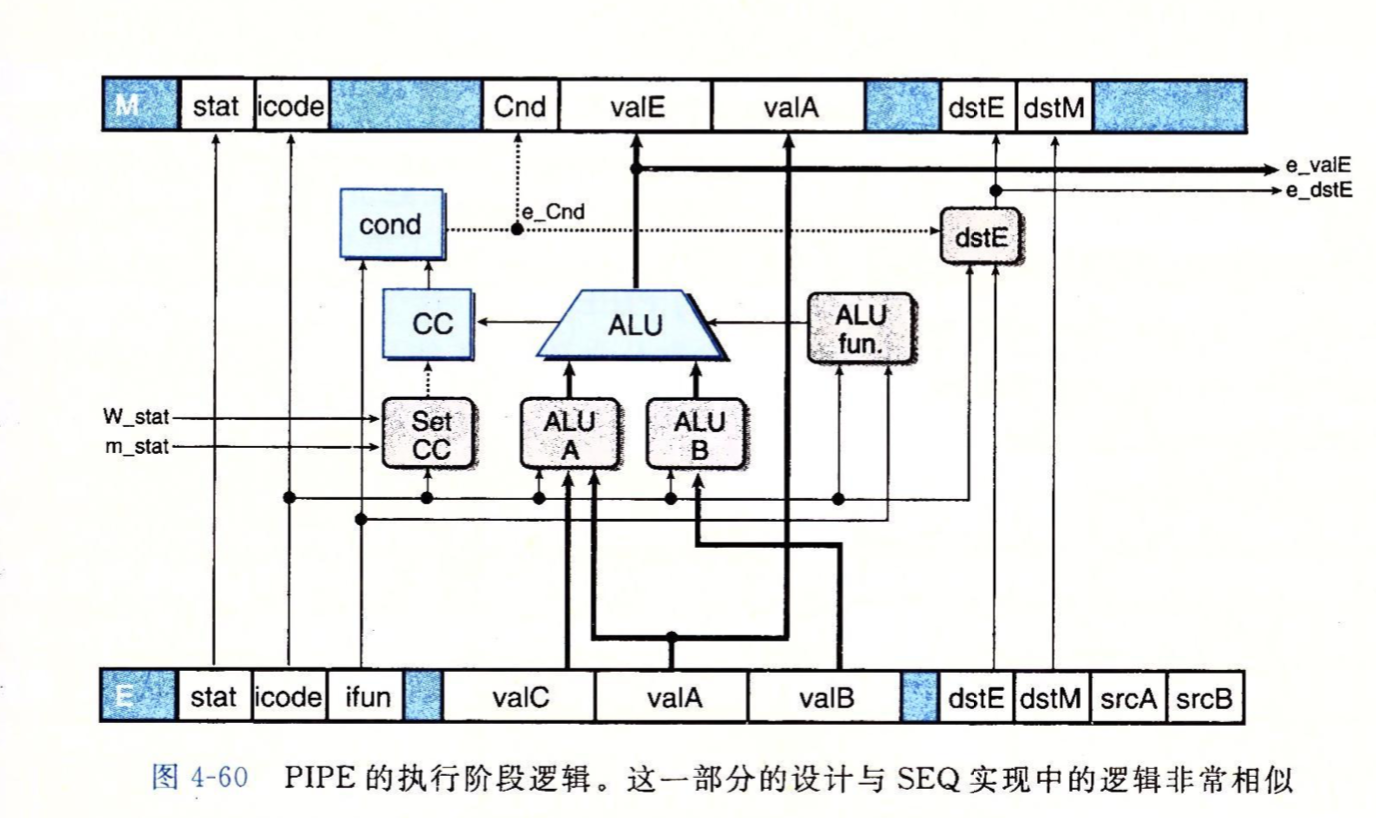 M stat icode Cnd valE valA dstE dstM
e_valE
e_dstE
cond e_Cnd dstE
CC ALU ALU
fun.
W_stat
m_stat
Set
CC
ALU
A
ALU
B
E stat icode ifun valC valA valB dstE dstM srcA srcB
图 4-60 PIPE 的执行阶段逻辑。这一部分的设计与 SEQ 实现中的逻辑非常相似